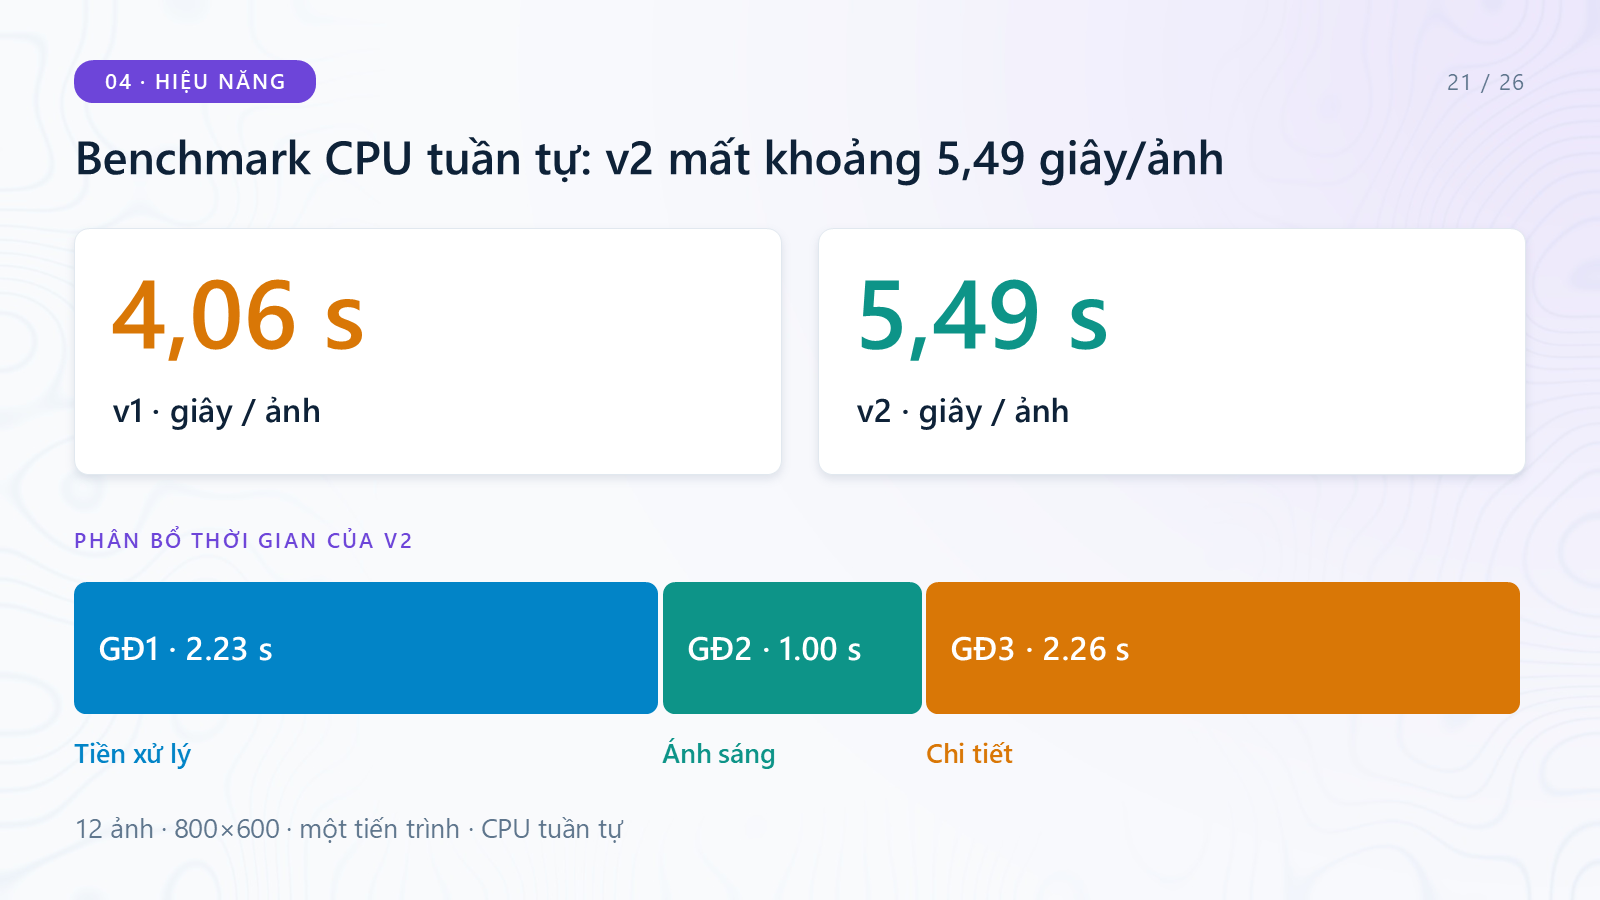 04 · HIỆU NĂNG
21 / 26
Benchmark CPU tuần tự: v2 mất khoảng 5,49 giây/ảnh
4,06 s
v1 · giây / ảnh
5,49 s
v2 · giây / ảnh
PHÂN BỔ THỜI GIAN CỦA V2
GĐ1 · 2.23 s
GĐ2 · 1.00 s
GĐ3 · 2.26 s
Tiền xử lý
Ánh sáng
Chi tiết
12 ảnh · 800×600 · một tiến trình · CPU tuần tự